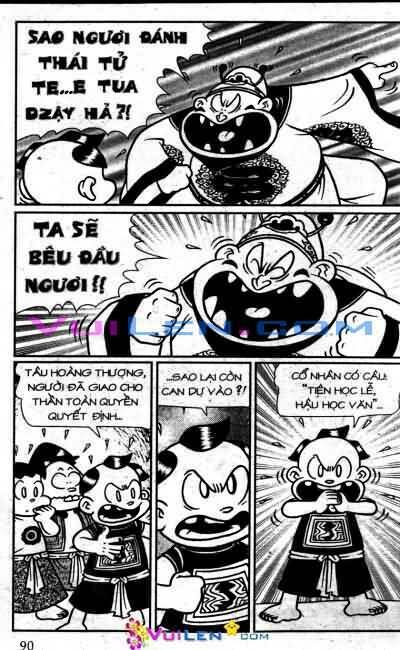 SAO NGƯƠI ĐÁNH
THÁI TỬ
TE...E TUA
DZẬY HẢ?!
TA SẼ
BÊU ĐẦU
NGƯƠI!!
VUILEN.COM
TÂU HOÀNG THƯỢNG,
NGƯỜI ĐÃ GIAO CHO
THẦN TOÀN QUYỀN
QUYẾT ĐỊNH...
...SAO LẠI CÒN
CAN DỰ VÀO?!
CỔ NHÂN CÓ CÂU:
"TIÊN HỌC LỄ,
HẬU HỌC VĂN"...
90
VUILEN.COM